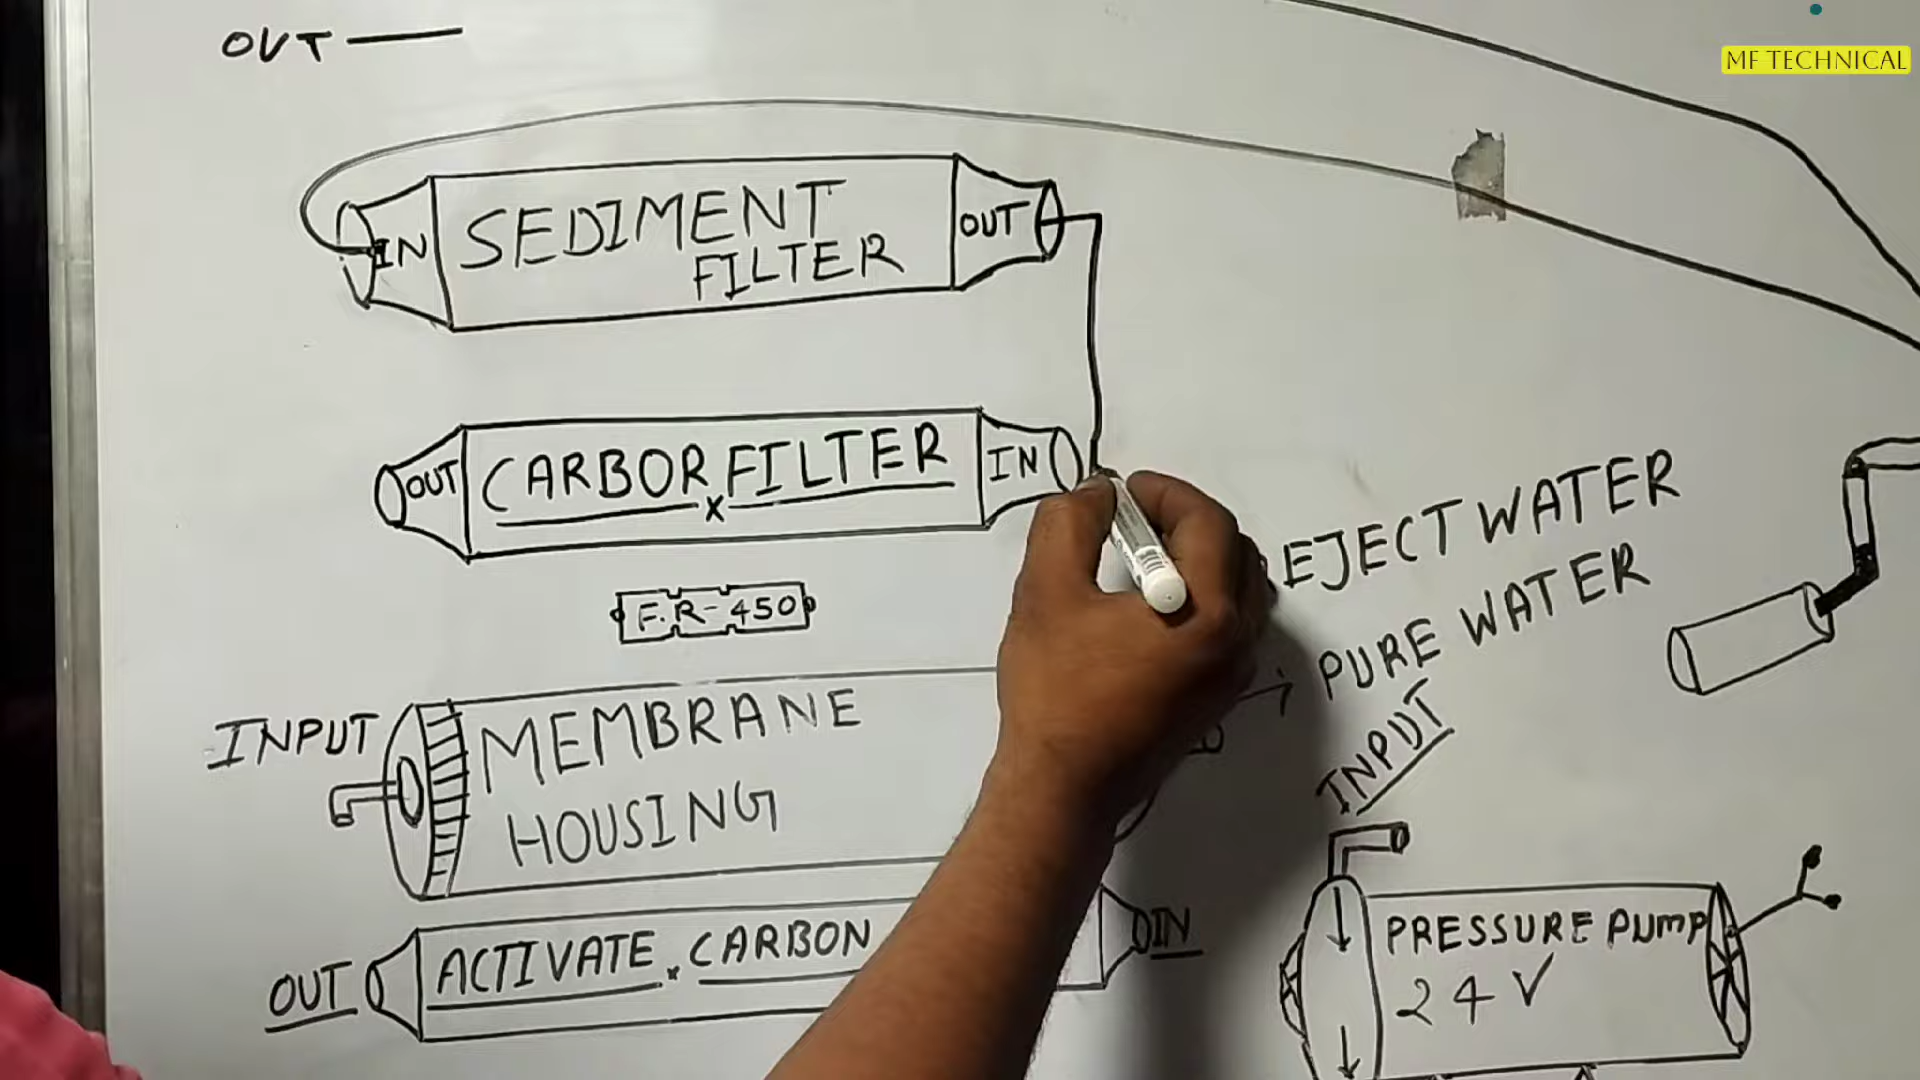 OUT
MF TECHNICAL
IN SEDIMENT OUT
FILTER
OUT CARBOR x FILTER IN
F.R-450
EJECT WATER
PURE WATER
INPUT
MEMBRANE
HOUSING
INPUT
OUT ACTIVATE x CARBON IN
PRESSURE PUMP
24V